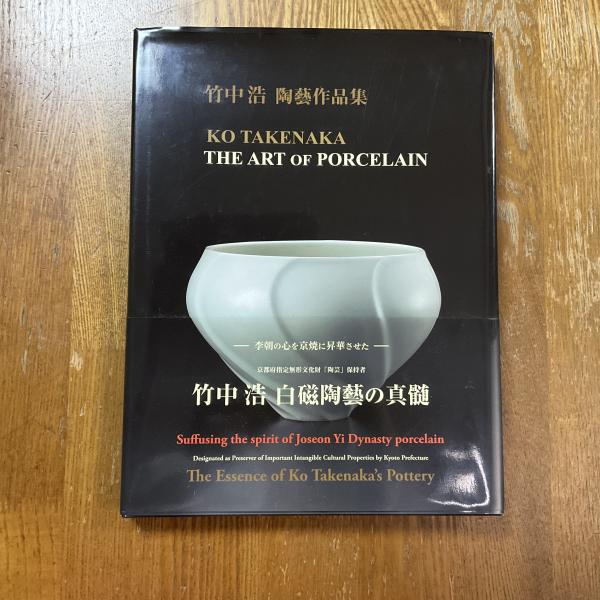 竹中浩 陶藝作品集
KO TAKENAKA
THE ART OF PORCELAIN
— 李朝の心を京焼に昇華させた —
京都府指定無形文化財「陶芸」保持者
竹中 浩 白磁陶藝の真髄
Suffusing the spirit of Joseon Yi Dynasty porcelain
Designated as Preserver of Important Intangible Cultural Properties by Kyoto Prefecture
The Essence of Ko Takenaka's Pottery